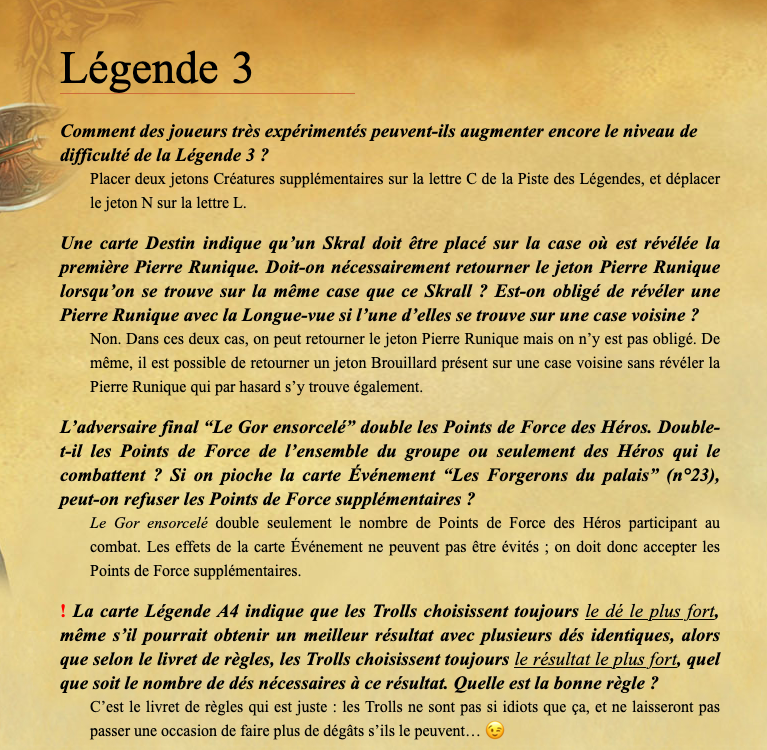 Légende 3
Comment des joueurs très expérimentés peuvent-ils augmenter encore le niveau de
difficulté de la Légende 3 ?
Placer deux jetons Créatures supplémentaires sur la lettre C de la Piste des Légendes, et déplacer
le jeton N sur la lettre L.
Une carte Destin indique qu’un Skral doit être placé sur la case où est révélée la
première Pierre Runique. Doit-on nécessairement retourner le jeton Pierre Runique
lorsqu’on se trouve sur la même case que ce Skrall ? Est-on obligé de révéler une
Pierre Runique avec la Longue-vue si l’une d’elles se trouve sur une case voisine ?
Non. Dans ces deux cas, on peut retourner le jeton Pierre Runique mais on n’y est pas obligé. De
même, il est possible de retourner un jeton Brouillard présent sur une case voisine sans révéler la
Pierre Runique qui par hasard s’y trouve également.
L’adversaire final “Le Gor ensorcelé” double les Points de Force des Héros. Double-
t-il les Points de Force de l’ensemble du groupe ou seulement des Héros qui le
combattent ? Si on pioche la carte Événement “Les Forgerons du palais” (n°23),
peut-on refuser les Points de Force supplémentaires ?
Le Gor ensorcelé double seulement le nombre de Points de Force des Héros participant au
combat. Les effets de la carte Événement ne peuvent pas être évités ; on doit donc accepter les
Points de Force supplémentaires.
! La carte Légende A4 indique que les Trolls choisissent toujours le dé le plus fort,
même s’il pourrait obtenir un meilleur résultat avec plusieurs dés identiques, alors
que selon le livret de règles, les Trolls choisissent toujours le résultat le plus fort, quel
que soit le nombre de dés nécessaires à ce résultat. Quelle est la bonne règle ?
C’est le livret de règles qui est juste : les Trolls ne sont pas si idiots que ça, et ne laisseront pas
passer une occasion de faire plus de dégâts s’ils le peuvent… 😉